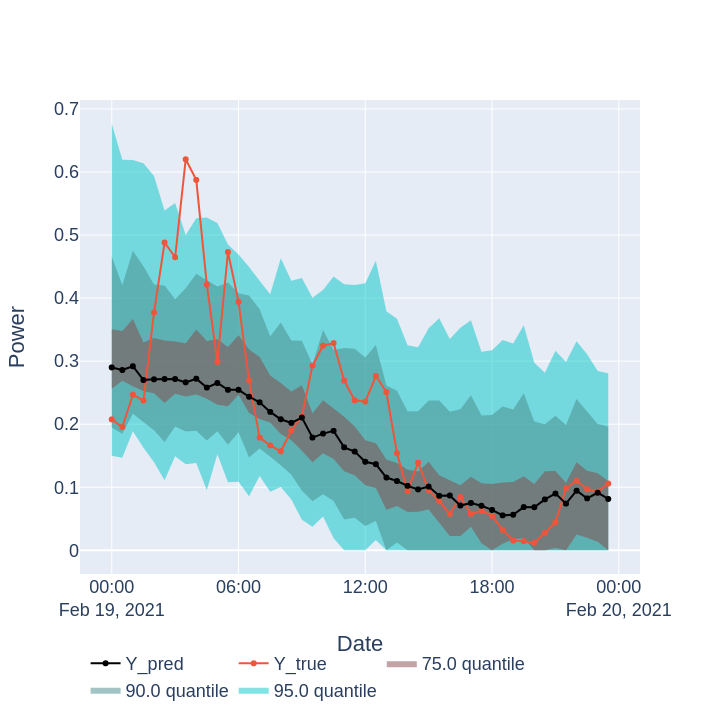 0.7
0.6
0.5
Power
0.4
0.3
0.2
0.1
0
00:00 06:00 12:00 18:00 00:00
Feb 19, 2021 Feb 20, 2021
Date
Y_pred Y_true 75.0 quantile
90.0 quantile 95.0 quantile